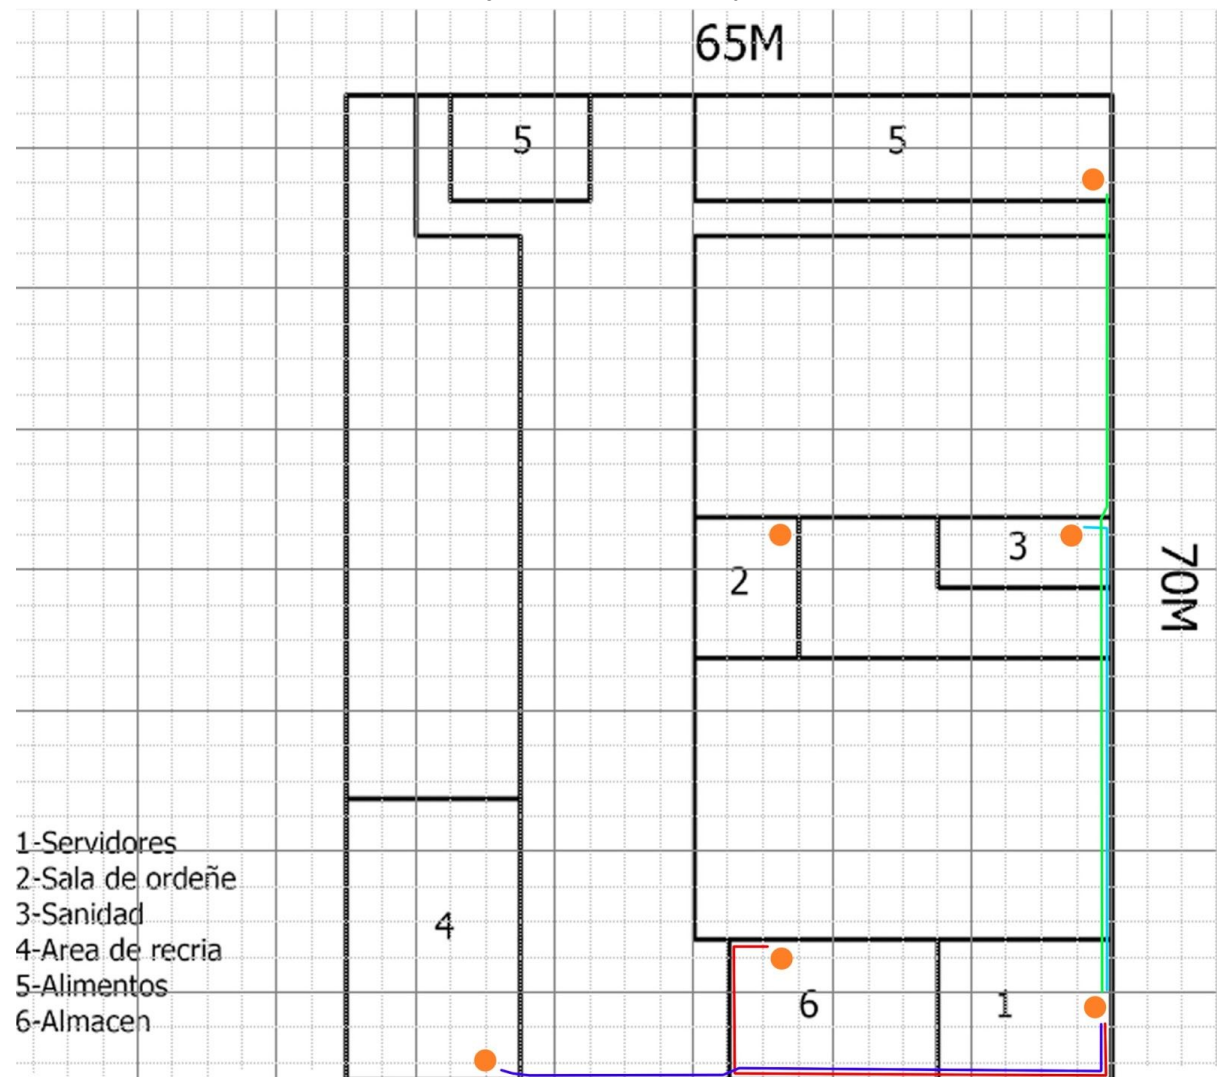 65M
5
5
3
2
70M
1-Servidores
2-Sala de ordeñe
3-Sanidad
4-Area de recria
5-Alimentos
6-Almacen
4
6
1